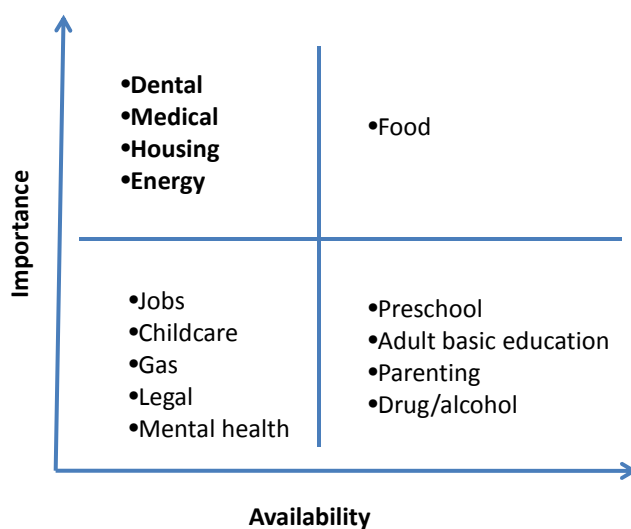 Importance
•Dental
•Medical
•Housing
•Energy
•Food
•Jobs
•Childcare
•Gas
•Legal
•Mental health
•Preschool
•Adult basic education
•Parenting
•Drug/alcohol
Availability